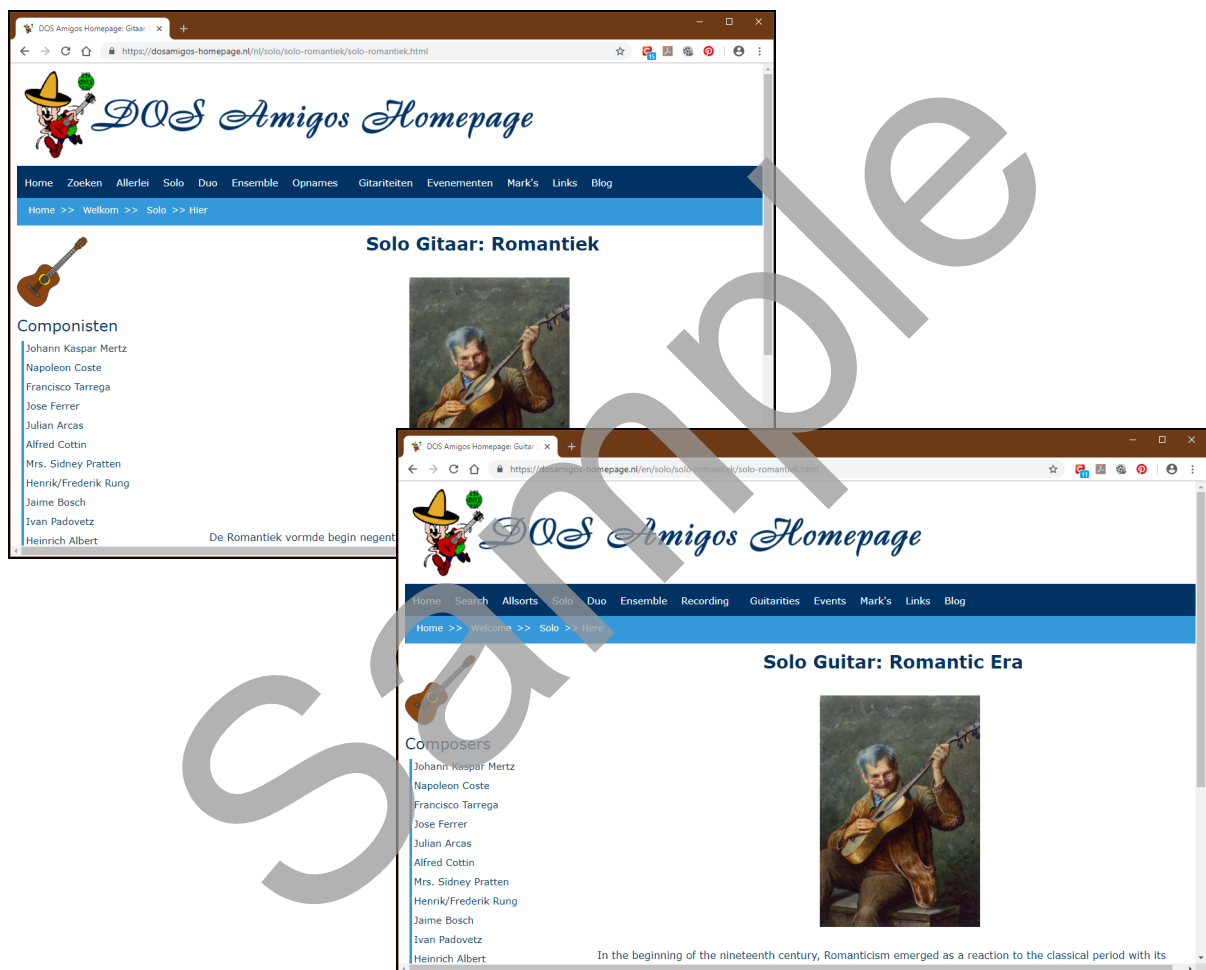 DOS Amigos Homepage: Gitaar
https://dosamigos-homepage.nl/nl/solo/solo-romantiek/solo-romantiek.html
15
DOS Amigos Homepage
Home Zoeken Allerlei Solo Duo Ensemble Opnames Gitariteiten Evenementen Mark's Links Blog
Home >> Welkom >> Solo >> Hier
Solo Gitaar: Romantiek
Componisten
Johann Kaspar Mertz
Napoleon Coste
Francisco Tarrega
Jose Ferrer
Julian Arcas
Alfred Cottin
Mrs. Sidney Pratten
Henrik/Frederik Rung
Jaime Bosch
Ivan Padovetz
Heinrich Albert
De Romantiek vormde begin negent
DOS Amigos Homepage: Guitar
https://dosamigos-homepage.nl/en/solo/solo-romantiek/solo-romantiek.html
11
DOS Amigos Homepage
Home Search Allsorts Solo Duo Ensemble Recording Guitarities Events Mark's Links Blog
Home >> Welcome >> Solo >> Here
Solo Guitar: Romantic Era
Composers
Johann Kaspar Mertz
Napoleon Coste
Francisco Tarrega
Jose Ferrer
Julian Arcas
Alfred Cottin
Mrs. Sidney Pratten
Henrik/Frederik Rung
Jaime Bosch
Ivan Padovetz
Heinrich Albert
In the beginning of the nineteenth century, Romanticism emerged as a reaction to the classical period with its
Sample